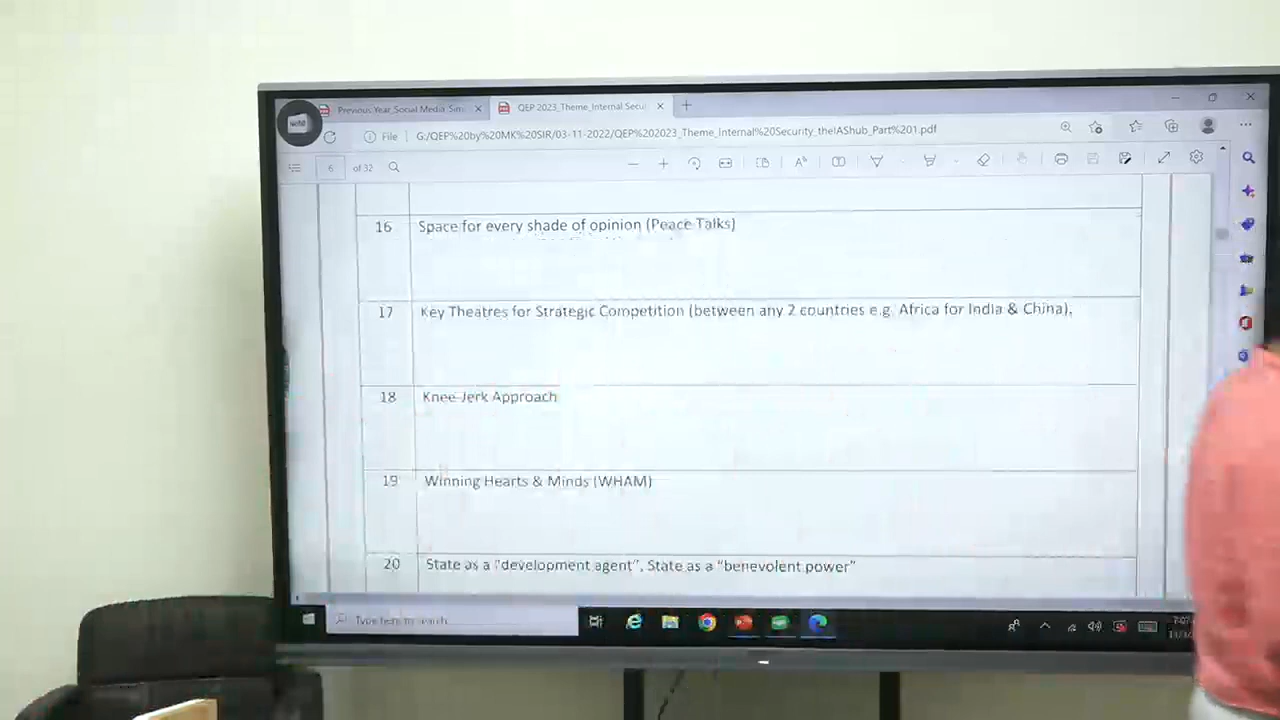 Previous Year_Social Media_Sim
QEP 2023_Theme_Internal Secu
File | G:/QEP%20by%20MK%20SIR/03-11-2022/QEP%202023_Theme_Internal%20Security_theIAShub_Part%201.pdf
6 of 32
16 Space for every shade of opinion (Peace Talks)
17 Key Theatres for Strategic Competition (between any 2 countries e.g. Africa for India & China).
18 Knee Jerk Approach
19 Winning Hearts & Minds (WHAM)
20 State as a "development agent", State as a "benevolent power"
Type here to search